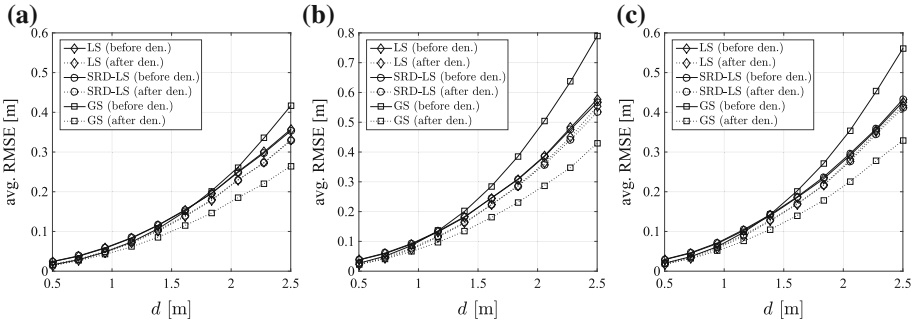 (a)
avg. RMSE [m]
0.6
0.5
0.4
0.3
0.2
0.1
0
LS (before den.)
LS (after den.)
SRD-LS (before den.)
SRD-LS (after den.)
GS (before den.)
GS (after den.)
0.5 1 1.5 2 2.5
d [m]
(b)
avg. RMSE [m]
0.8
0.7
0.6
0.5
0.4
0.3
0.2
0.1
0
LS (before den.)
LS (after den.)
SRD-LS (before den.)
SRD-LS (after den.)
GS (before den.)
GS (after den.)
0.5 1 1.5 2 2.5
d [m]
(c)
avg. RMSE [m]
0.6
0.5
0.4
0.3
0.2
0.1
0
LS (before den.)
LS (after den.)
SRD-LS (before den.)
SRD-LS (after den.)
GS (before den.)
GS (after den.)
0.5 1 1.5 2 2.5
d [m]